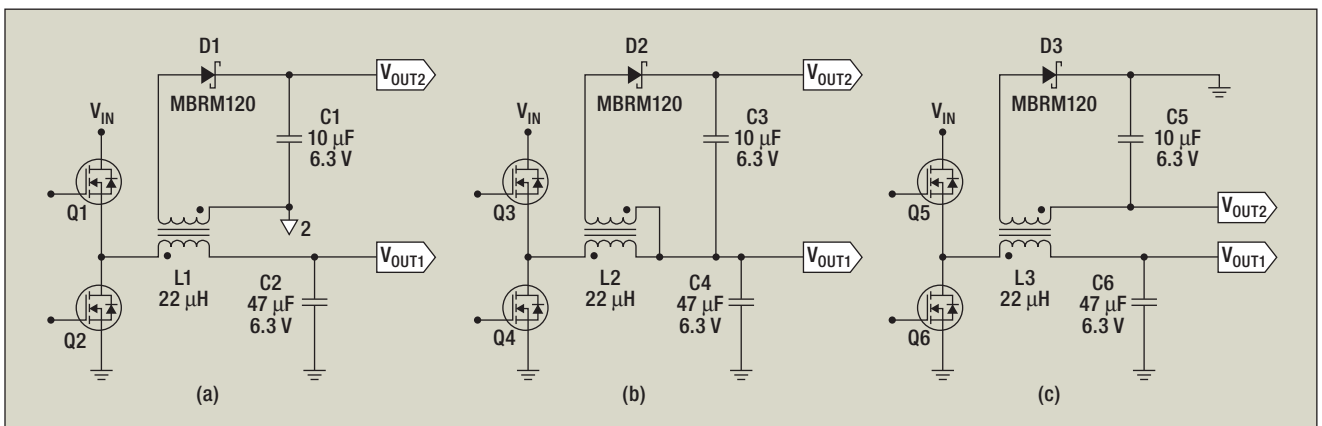 D1
MBRM120
V_OUT2
V_IN
C1
10 μF
6.3 V
Q1
2
V_OUT1
L1
22 μH
C2
47 μF
6.3 V
Q2
(a)
D2
MBRM120
V_OUT2
V_IN
C3
10 μF
6.3 V
Q3
V_OUT1
L2
22 μH
C4
47 μF
6.3 V
Q4
(b)
D3
MBRM120
V_IN
C5
10 μF
6.3 V
Q5
V_OUT2
V_OUT1
L3
22 μH
C6
47 μF
6.3 V
Q6
(c)